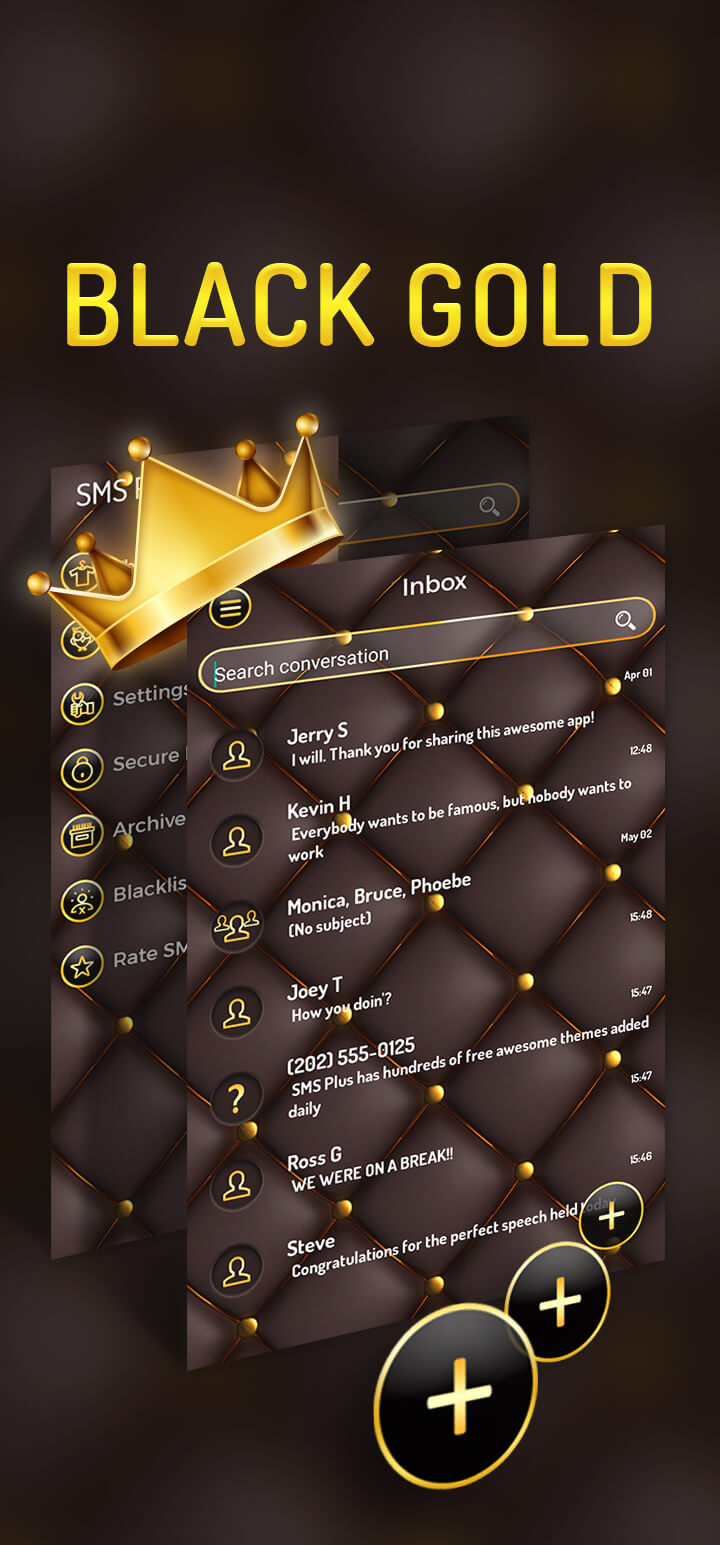 BLACK GOLD
SMS
Settings
Secure
Archive
Blacklis
Rate SM
Inbox
Search conversation
Apr 01
Jerry S
I will. Thank you for sharing this awesome app!
12:48
Kevin H
Everybody wants to be famous, but nobody wants to
work
May 02
Monica, Bruce, Phoebe
(No subject)
15:48
Joey T
How you doin'?
15:47
(202) 555-0125
SMS Plus has hundreds of free awesome themes added
daily
15:47
Ross G
WE WERE ON A BREAK!!
15:46
Steve
Congratulations for the perfect speech held today